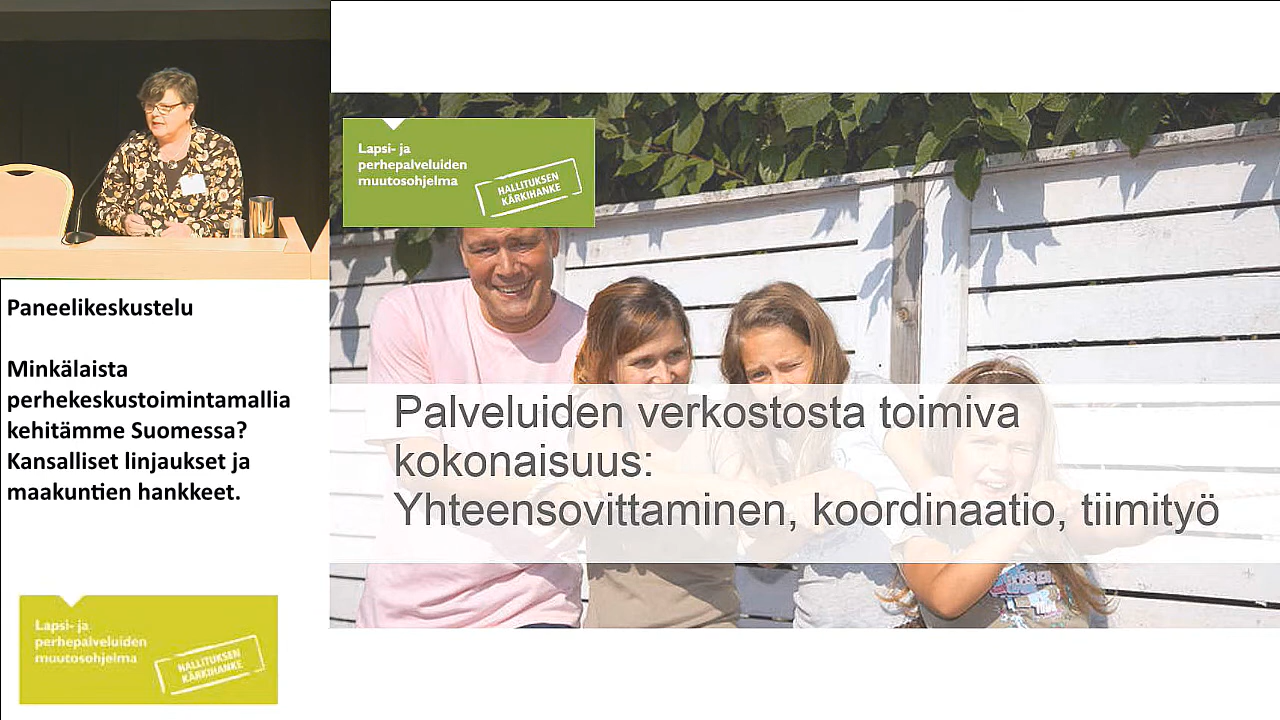 Paneelikeskustelu
Minkälaista
perhekeskustoimintamallia
kehitämme Suomessa?
Kansalliset linjaukset ja
maakuntien hankkeet.
Lapsi- ja
perhepalveluiden
muutosohjelma
HALLITUKSEN
KÄRKIHANKE
Lapsi- ja
perhepalveluiden
muutosohjelma
HALLITUKSEN
KÄRKIHANKE
Palveluiden verkostosta toimiva
kokonaisuus:
Yhteensovittaminen, koordinaatio, tiimityö